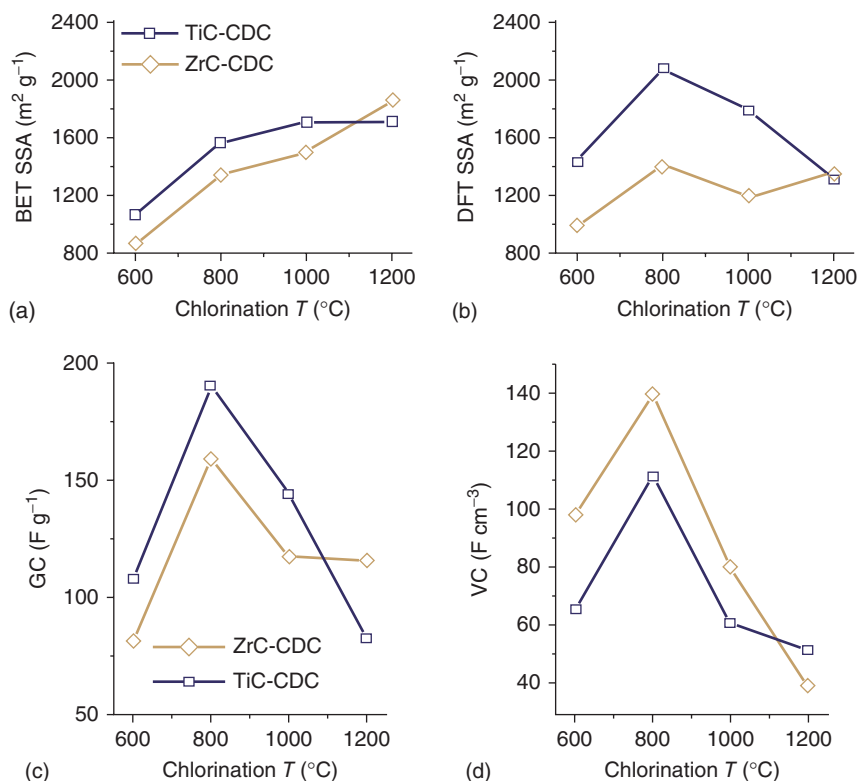 2400
2000
1600
1200
800
BET SSA (m² g⁻¹)
TiC-CDC
ZrC-CDC
600 800 1000 1200
Chlorination T (°C)
(a)
2400
2000
1600
1200
800
DFT SSA (m² g⁻¹)
600 800 1000 1200
Chlorination T (°C)
(b)
200
150
100
50
GC (F g⁻¹)
ZrC-CDC
TiC-CDC
600 800 1000 1200
Chlorination T (°C)
(c)
140
120
100
80
60
40
VC (F cm⁻³)
600 800 1000 1200
Chlorination T (°C)
(d)